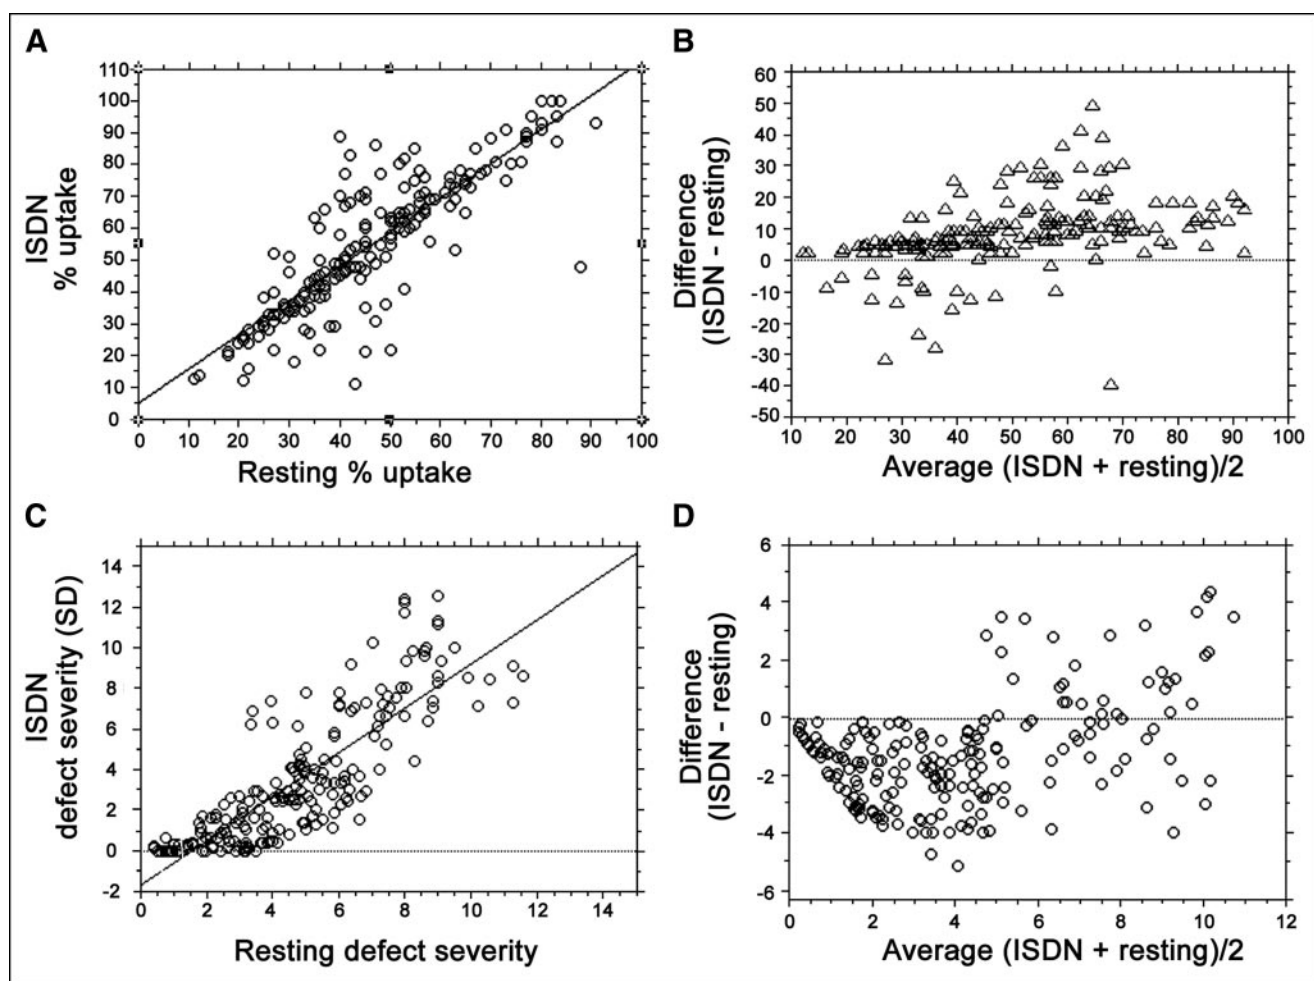 A
ISDN
% uptake
110
100
90
80
70
60
50
40
30
20
10
0
0 10 20 30 40 50 60 70 80 90 100
Resting % uptake
B
Difference
(ISDN - resting)
60
50
40
30
20
10
0
-10
-20
-30
-40
-50
10 20 30 40 50 60 70 80 90 100
Average (ISDN + resting)/2
C
ISDN
defect severity (SD)
14
12
10
8
6
4
2
0
-2
0 2 4 6 8 10 12 14
Resting defect severity
D
Difference
(ISDN - resting)
6
4
2
0
-2
-4
-6
0 2 4 6 8 10 12
Average (ISDN + resting)/2